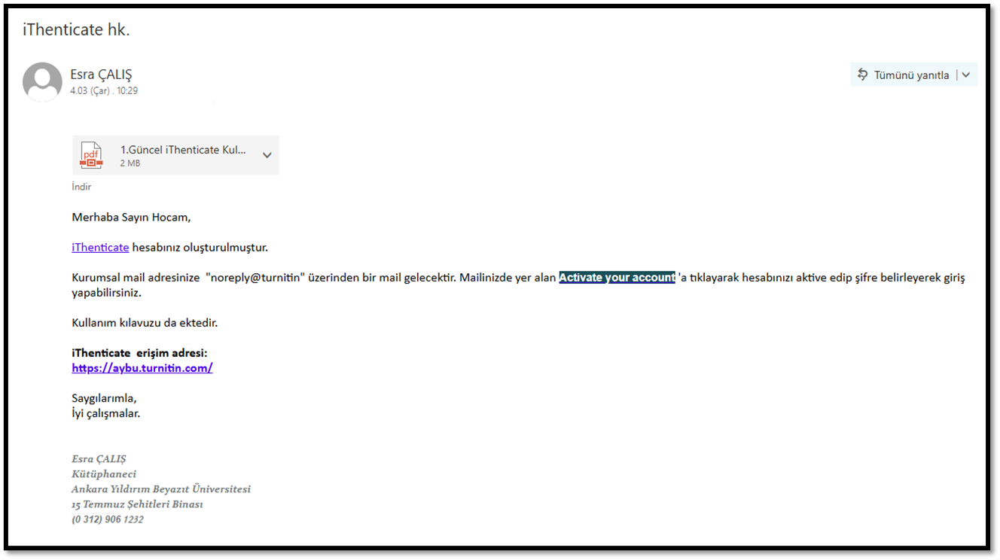 iThenticate hk.
Esra ÇALIŞ
4.03 (Çar) . 10:29
Tümünü yanıtla
pdf
1.Güncel iThenticate Kul...
2 MB
İndir
Merhaba Sayın Hocam,
iThenticate hesabınız oluşturulmuştur.
Kurumsal mail adresinize "noreply@turnitin" üzerinden bir mail gelecektir. Mailinizde yer alan Activate your account 'a tıklayarak hesabınızı aktive edip şifre belirleyerek giriş
yapabilirsiniz.
Kullanım kılavuzu da ektedir.
iThenticate erişim adresi:
https://aybu.turnitin.com/
Saygılarımla,
İyi çalışmalar.
Esra ÇALIŞ
Kütüphaneci
Ankara Yıldırım Beyazıt Üniversitesi
15 Temmuz Şehitleri Binası
(0 312) 906 1232